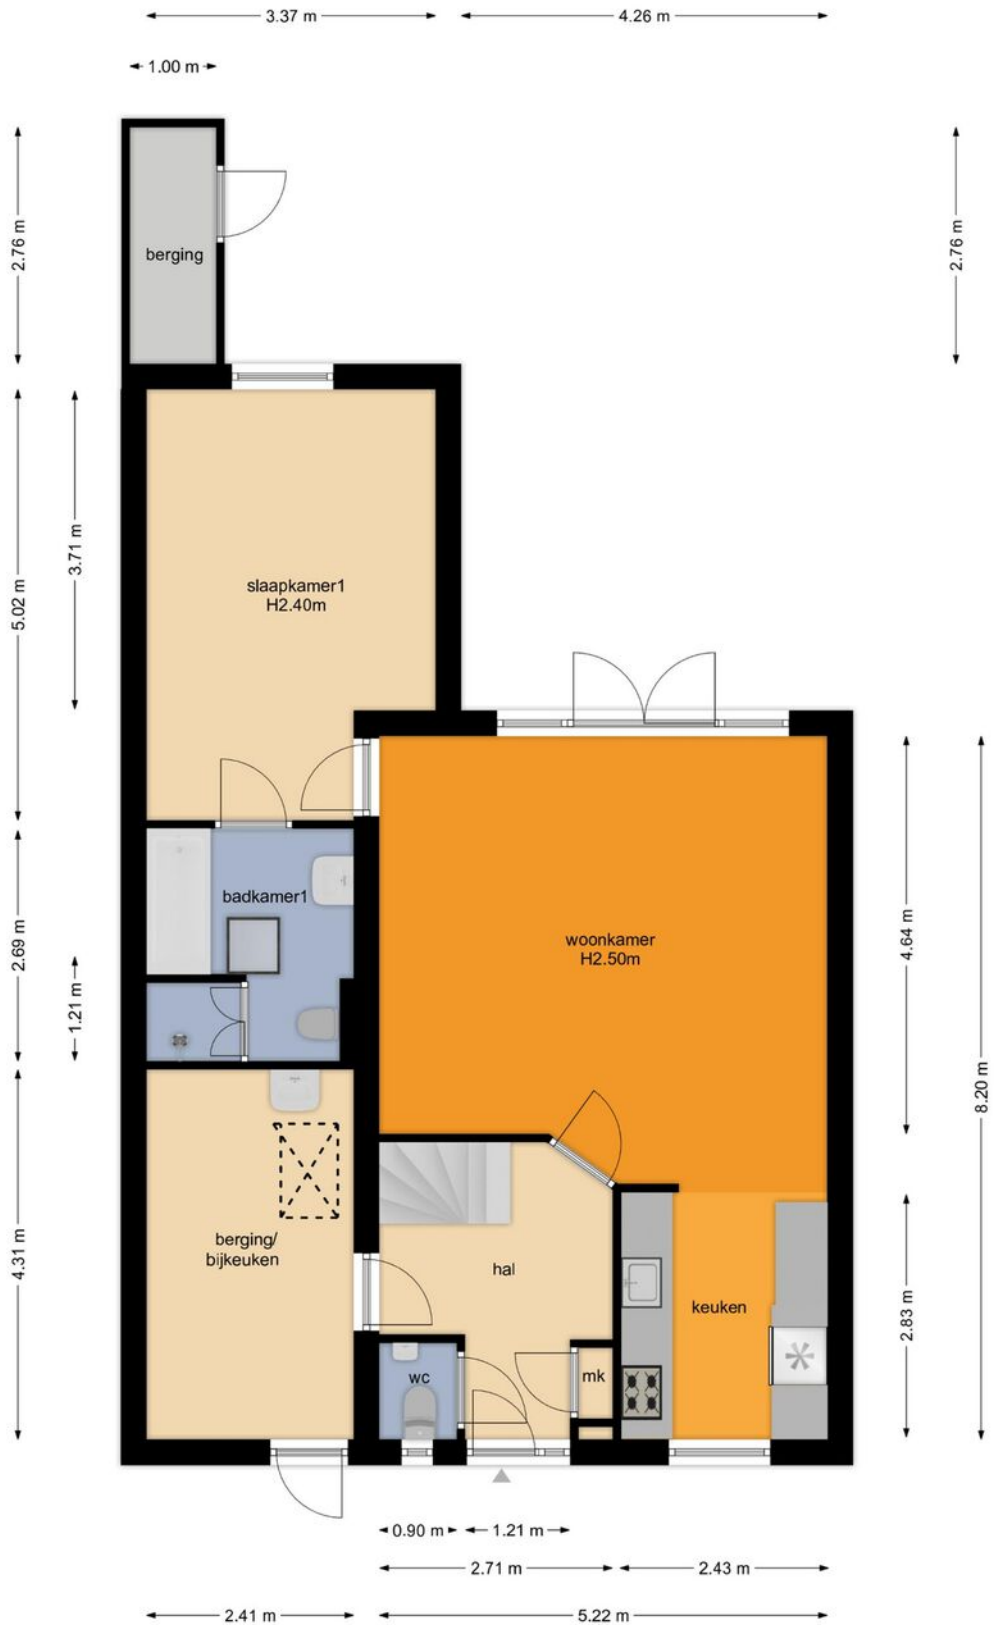 3.37 m
4.26 m
1.00 m
2.76 m
2.76 m
berging
5.02 m
3.71 m
slaapkamer1
H2.40m
badkamer1
2.69 m
1.21 m
woonkamer
H2.50m
4.64 m
8.20 m
berging/
bijkeuken
4.31 m
hal
keuken
2.83 m
wc
mk
0.90 m
1.21 m
2.71 m
2.43 m
2.41 m
5.22 m